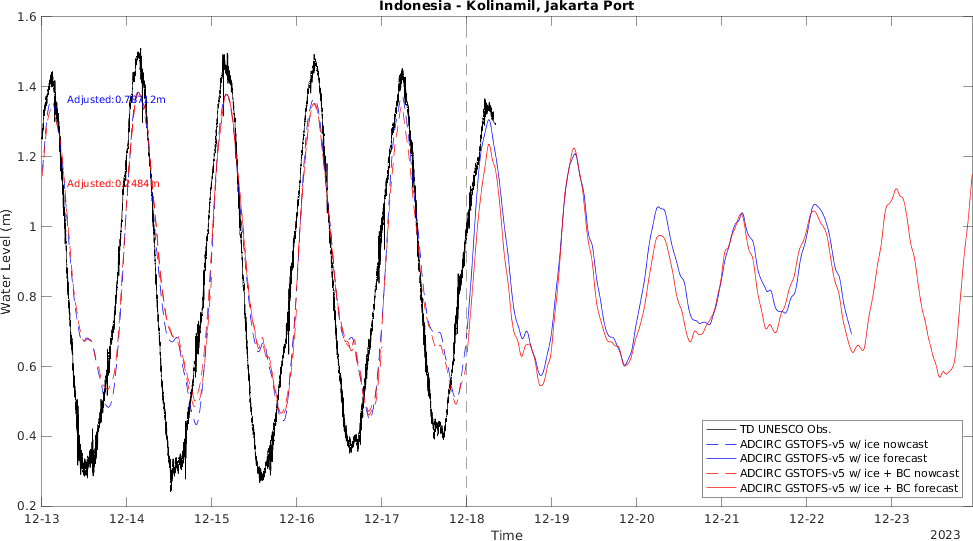 Indonesia - Kolinamil, Jakarta Port
1.6
1.4
1.2
1
0.8
0.6
0.4
0.2
Water Level (m)
12-13
12-14
12-15
12-16
12-17
12-18
12-19
12-20
12-21
12-22
12-23
Time
2023
TD UNESCO Obs.
ADCIRC GSTOFS-v5 w/ ice nowcast
ADCIRC GSTOFS-v5 w/ ice forecast
ADCIRC GSTOFS-v5 w/ ice + BC nowcast
ADCIRC GSTOFS-v5 w/ ice + BC forecast